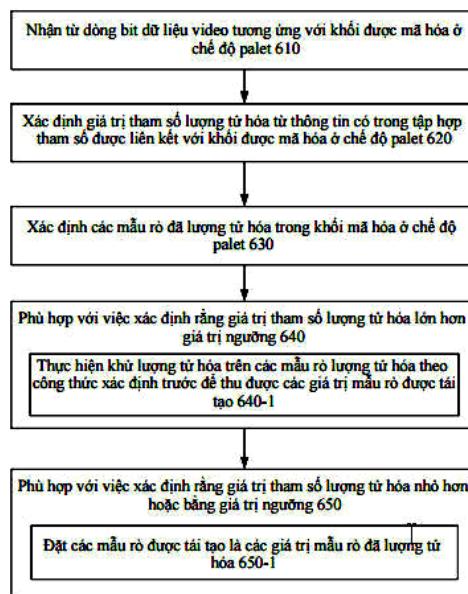 Nhận từ dòng bit dữ liệu video tương ứng với khối được mã hóa ở
chế độ palet 610
Xác định giá trị tham số lượng tử hóa từ thông tin có trong tập hợp
tham số được liên kết với khối được mã hóa ở chế độ palet 620
Xác định các mẫu rò đã lượng tử hóa trong khối mã hóa ở chế độ
palet 630
Phù hợp với việc xác định rằng giá trị tham số lượng tử hóa lớn hơn
giá trị ngưỡng 640
Thực hiện khử lượng tử hóa trên các mẫu rò lượng tử hóa theo
công thức xác định trước để thu được các giá trị mẫu rò được tái
tạo 640-1
Phù hợp với việc xác định rằng giá trị tham số lượng tử hóa nhỏ hơn
hoặc bằng giá trị ngưỡng 650
Đặt các mẫu rò được tái tạo là các giá trị mẫu rò đã lượng tử
hóa 650-1